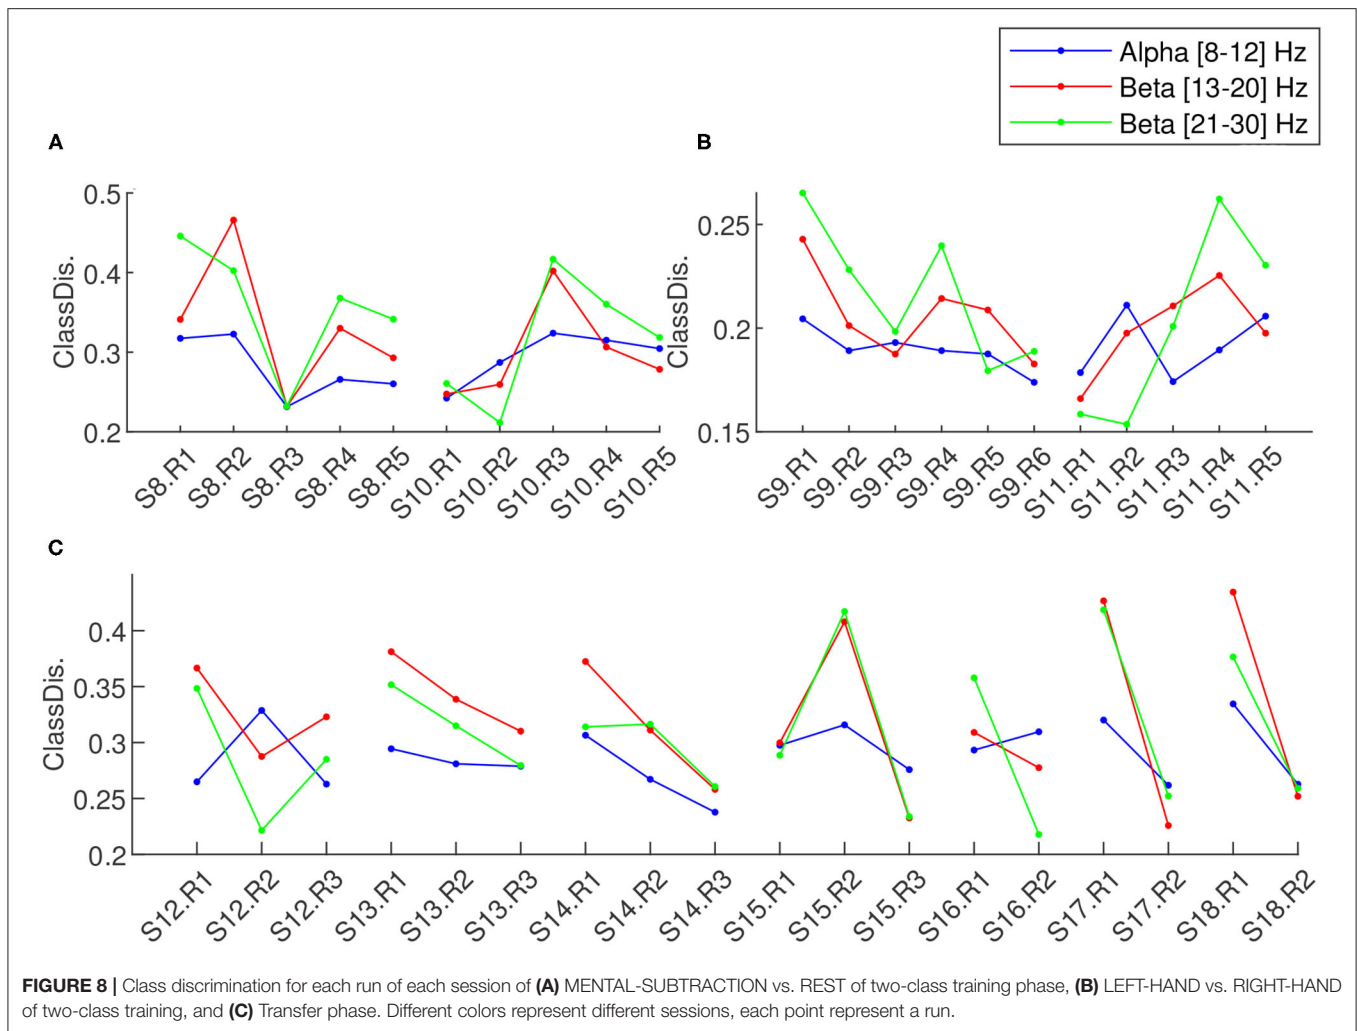 Alpha [8-12] Hz
Beta [13-20] Hz
Beta [21-30] Hz
A
ClassDis.
0.5
0.4
0.3
0.2
S8.R1
S8.R2
S8.R3
S8.R4
S8.R5
S10.R1
S10.R2
S10.R3
S10.R4
S10.R5
B
ClassDis.
0.25
0.2
0.15
S9.R1
S9.R2
S9.R3
S9.R4
S9.R5
S9.R6
S11.R1
S11.R2
S11.R3
S11.R4
S11.R5
C
ClassDis.
0.4
0.35
0.3
0.25
0.2
S12.R1
S12.R2
S12.R3
S13.R1
S13.R2
S13.R3
S14.R1
S14.R2
S14.R3
S15.R1
S15.R2
S15.R3
S16.R1
S16.R2
S17.R1
S17.R2
S18.R1
S18.R2
FIGURE 8 | Class discrimination for each run of each session of (A) MENTAL-SUBTRACTION vs. REST of two-class training phase, (B) LEFT-HAND vs. RIGHT-HAND
of two-class training, and (C) Transfer phase. Different colors represent different sessions, each point represent a run.